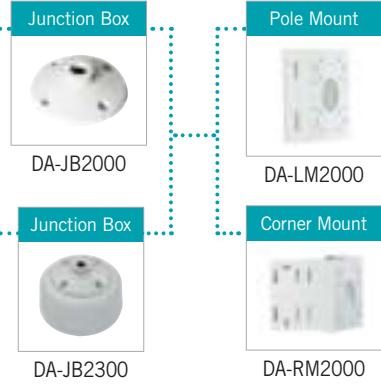 Junction Box
DA-JB2000
Pole Mount
DA-LM2000
Junction Box
DA-JB2300
Corner Mount
DA-RM2000